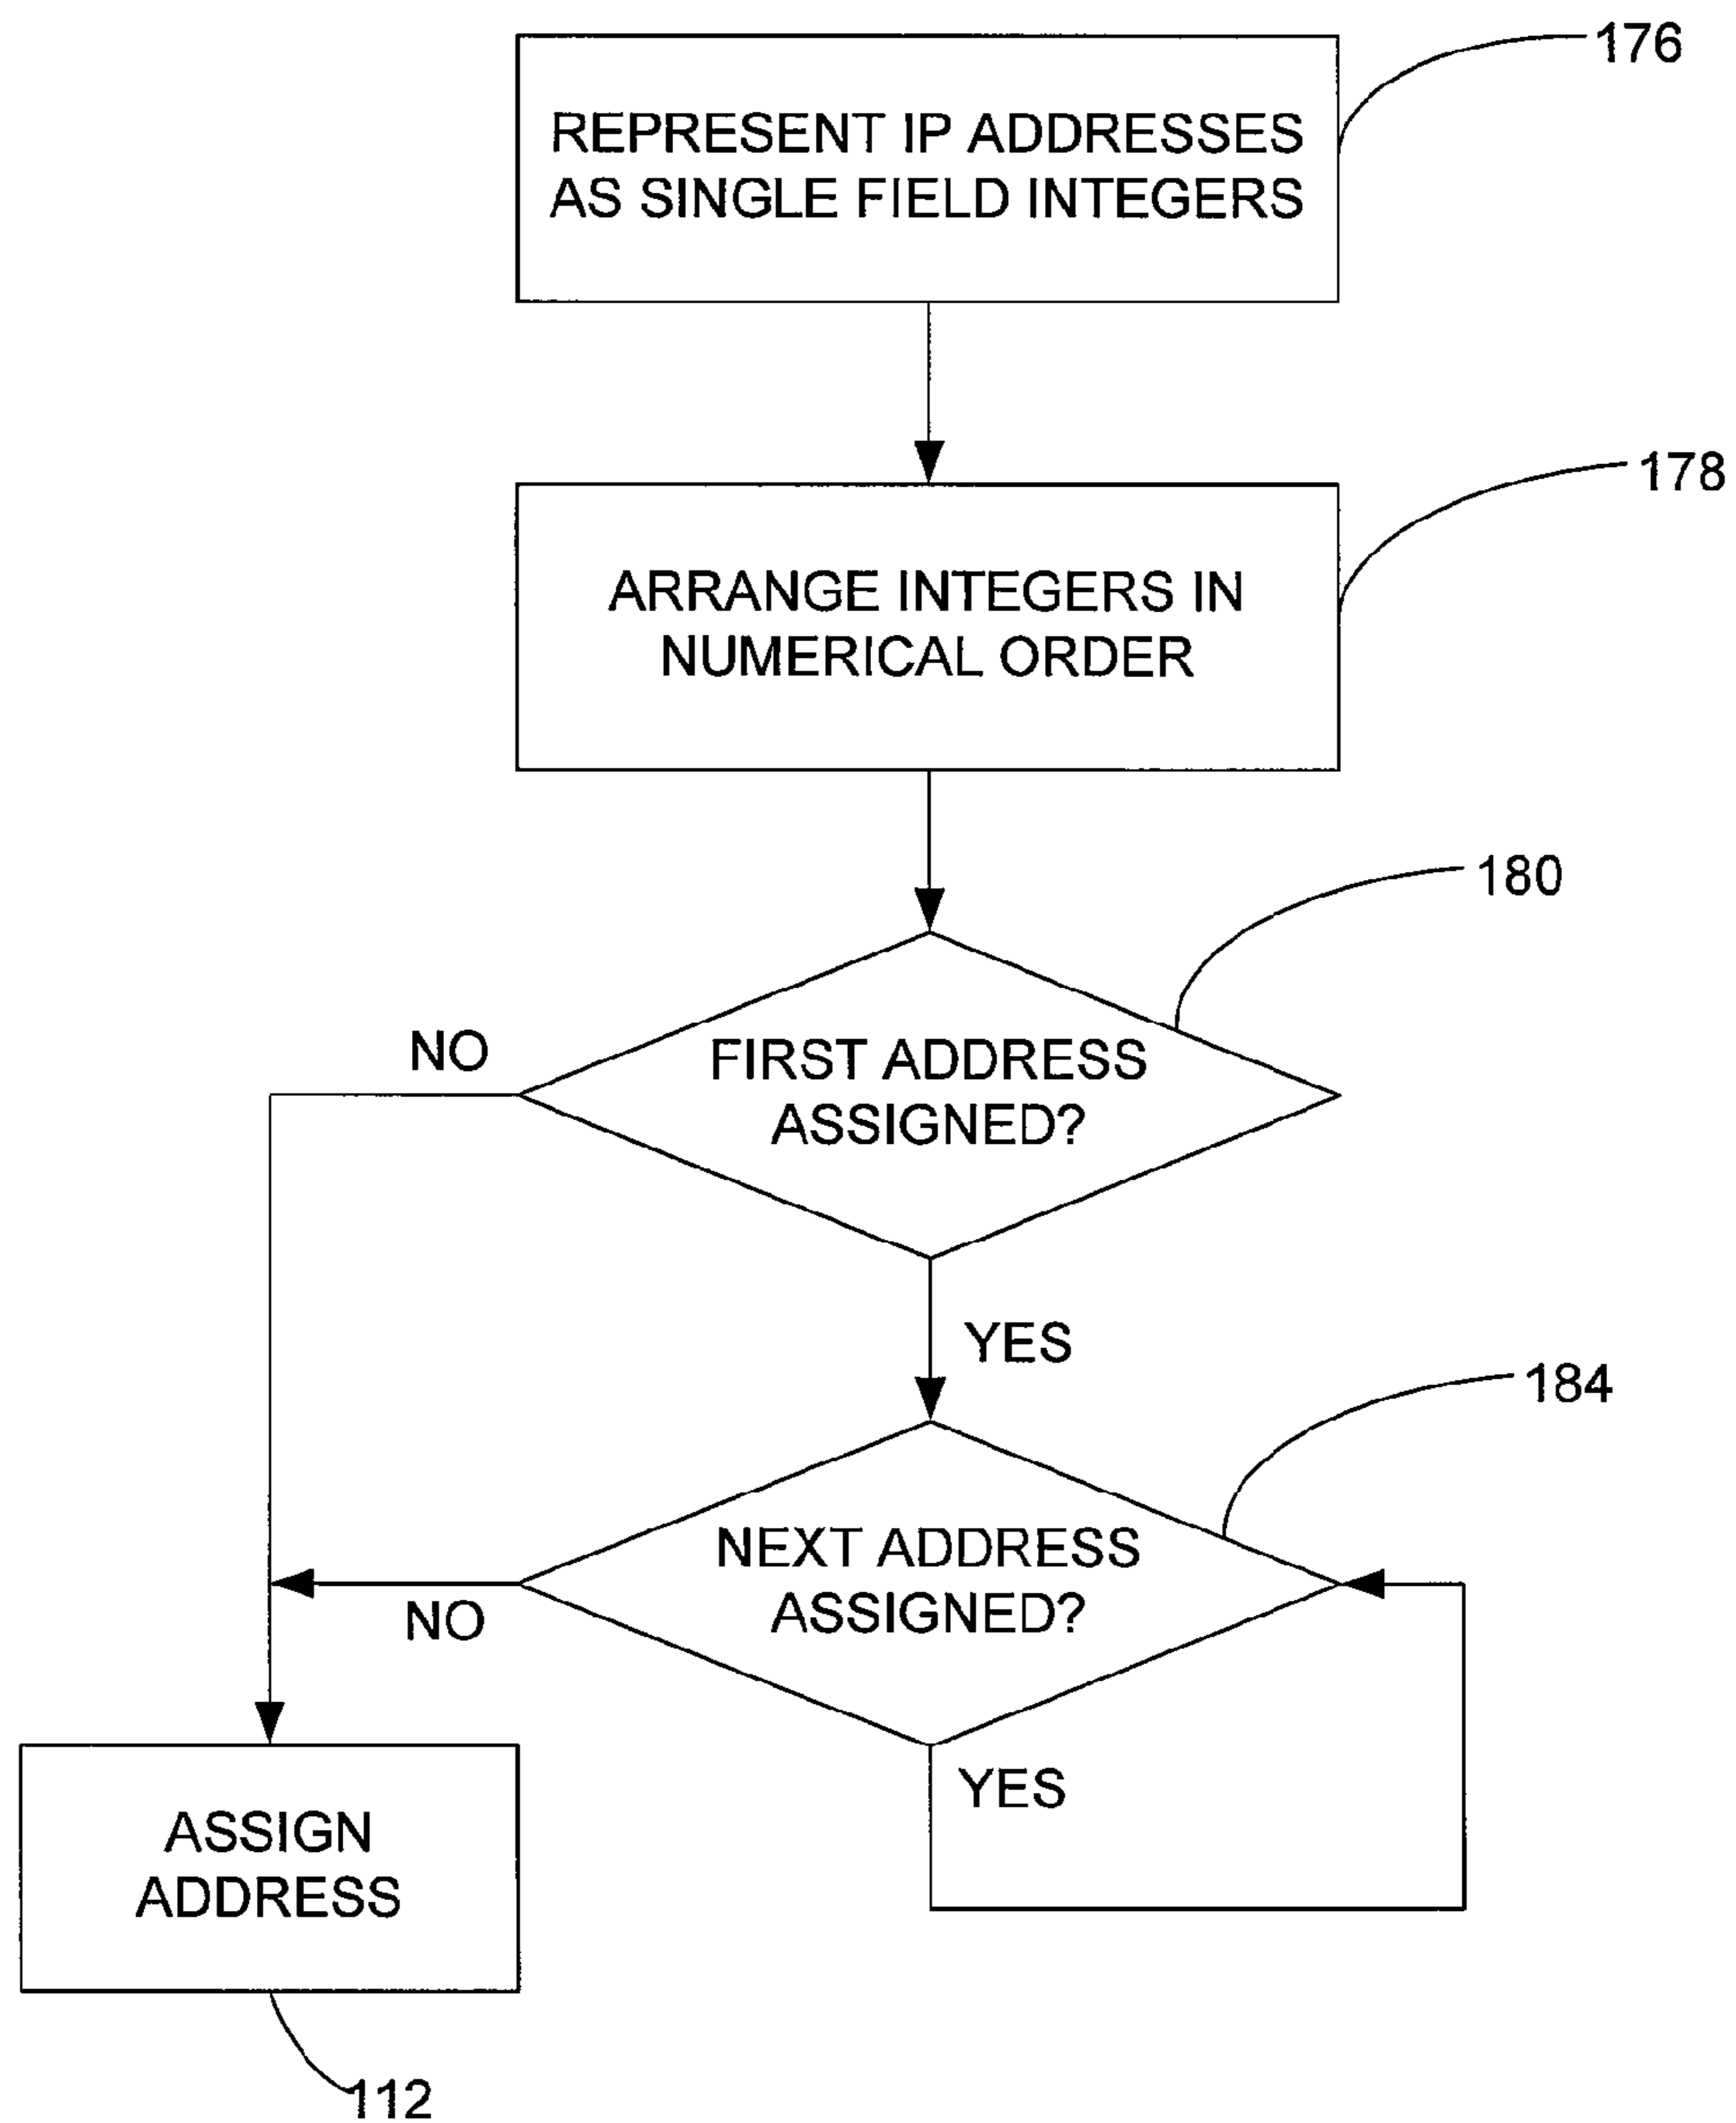 176
REPRESENT IP ADDRESSES
AS SINGLE FIELD INTEGERS
178
ARRANGE INTEGERS IN
NUMERICAL ORDER
180
NO
FIRST ADDRESS
ASSIGNED?
YES
184
NEXT ADDRESS
ASSIGNED?
NO
YES
ASSIGN
ADDRESS
112